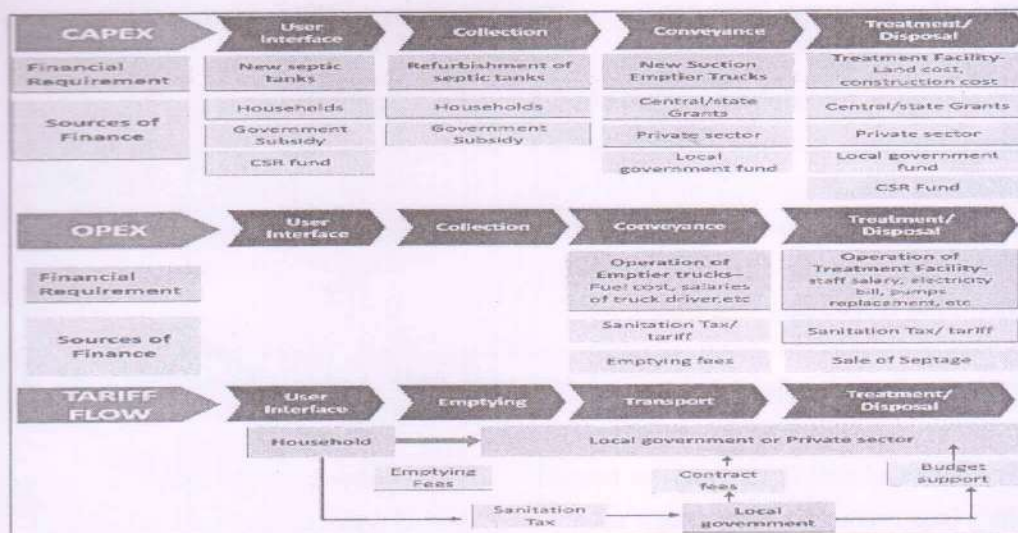 CAPEX
User
Interface
Collection
Conveyance
Treatment/
Disposal
Financial
Requirement
New septic
tanks
Refurbishment of
septic tanks
New Suction
Emptier Trucks
Treatment Facility-
Land cost,
construction cost
Sources of
Finance
Households
Government
Subsidy
CSR fund
Households
Government
Subsidy
Central/state
Grants
Private sector
Local
government fund
Central/state Grants
Private sector
Local government
fund
CSR Fund
OPEX
User
Interface
Collection
Conveyance
Treatment/
Disposal
Financial
Requirement
Operation of
Emptier trucks–
Fuel cost, salaries
of truck driver,etc
Operation of
Treatment Facility-
staff salary, electricity
bill, pumps
replacement, etc
Sources of
Finance
Sanitation Tax/
tariff
Emptying fees
Sanitation Tax/ tariff
Sale of Septage
TARIFF
FLOW
User
Interface
Emptying
Transport
Treatment/
Disposal
Household
Local government or Private sector
Emptying
Fees
Contract
fees
Budget
support
Sanitation
Tax
Local
government